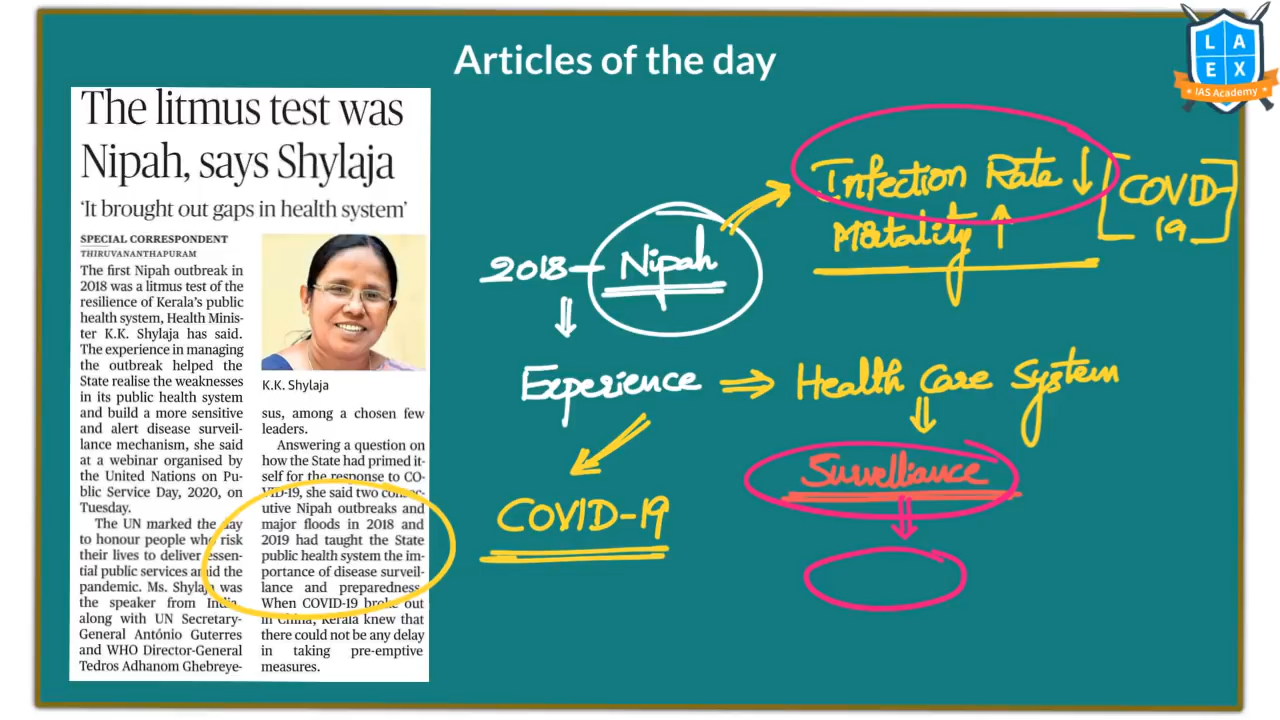 Articles of the day
L A
E X
IAS Academy
The litmus test was
Nipah, says Shylaja
‘It brought out gaps in health system’
SPECIAL CORRESPONDENT
THIRUVANANTHAPURAM
The first Nipah outbreak in
2018 was a litmus test of the
resilience of Kerala’s public
health system, Health Minis-
ter K.K. Shylaja has said.
The experience in managing
the outbreak helped the
State realise the weaknesses
in its public health system
and build a more sensitive
and alert disease surveil-
lance mechanism, she said
at a webinar organised by
the United Nations on Pu-
blic Service Day, 2020, on
Tuesday.
The UN marked the day
to honour people who risk
their lives to deliver essen-
tial public services amid the
pandemic. Ms. Shylaja was
the speaker from India,
along with UN Secretary-
General António Guterres
and WHO Director-General
Tedros Adhanom Ghebreye-
K.K. Shylaja
sus, among a chosen few
leaders.
Answering a question on
how the State had primed it-
self for the response to CO-
VID-19, she said two consec-
utive Nipah outbreaks and
major floods in 2018 and
2019 had taught the State
public health system the im-
portance of disease surveil-
lance and preparedness.
When COVID-19 broke out
in China, Kerala knew that
there could not be any delay
in taking pre-emptive
measures.
Infection Rate ↓ [COVID-
Mortality ↑ 19]
2018 – Nipah
Experience ⇒ Health Care System
Survelliance
COVID-19